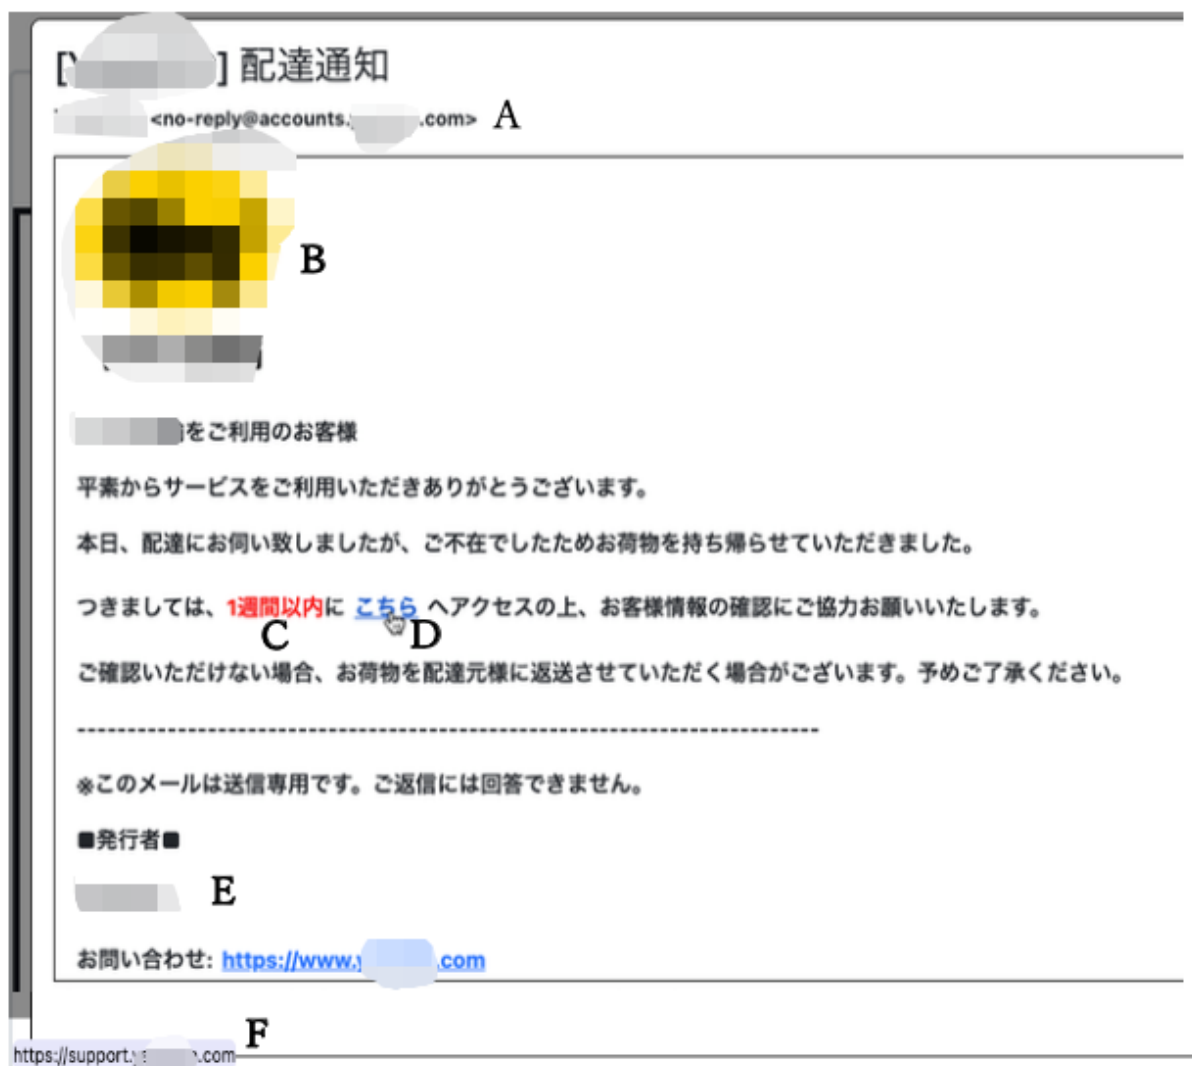 ] 配達通知
<no-reply@accounts. .com> A
B
をご利用のお客様
平素からサービスをご利用いただきありがとうございます。
本日、配達にお伺い致しましたが、ご不在でしたためお荷物を持ち帰らせていただきました。
つきましては、1週間以内に こちら へアクセスの上、お客様情報の確認にご協力お願いいたします。
C D
ご確認いただけない場合、お荷物を配達元様に返送させていただく場合がございます。予めご了承ください。
--------------------------------------------------------------------------
※このメールは送信専用です。ご返信には回答できません。
■発行者■
E
お問い合わせ: https://www.y .com
F
https://support.y .com